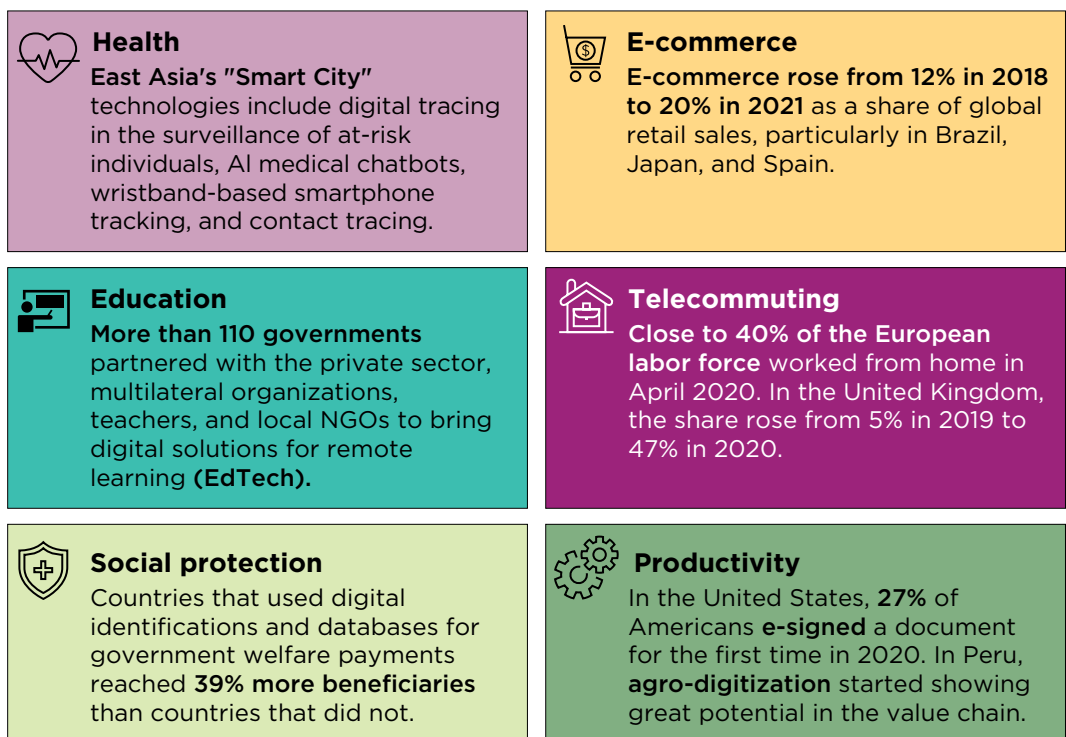 Health
East Asia's "Smart City"
technologies include digital tracing
in the surveillance of at-risk
individuals, AI medical chatbots,
wristband-based smartphone
tracking, and contact tracing.
$
E-commerce
E-commerce rose from 12% in 2018
to 20% in 2021 as a share of global
retail sales, particularly in Brazil,
Japan, and Spain.
Education
More than 110 governments
partnered with the private sector,
multilateral organizations,
teachers, and local NGOs to bring
digital solutions for remote
learning (EdTech).
Telecommuting
Close to 40% of the European
labor force worked from home in
April 2020. In the United Kingdom,
the share rose from 5% in 2019 to
47% in 2020.
Social protection
Countries that used digital
identifications and databases for
government welfare payments
reached 39% more beneficiaries
than countries that did not.
Productivity
In the United States, 27% of
Americans e-signed a document
for the first time in 2020. In Peru,
agro-digitization started showing
great potential in the value chain.